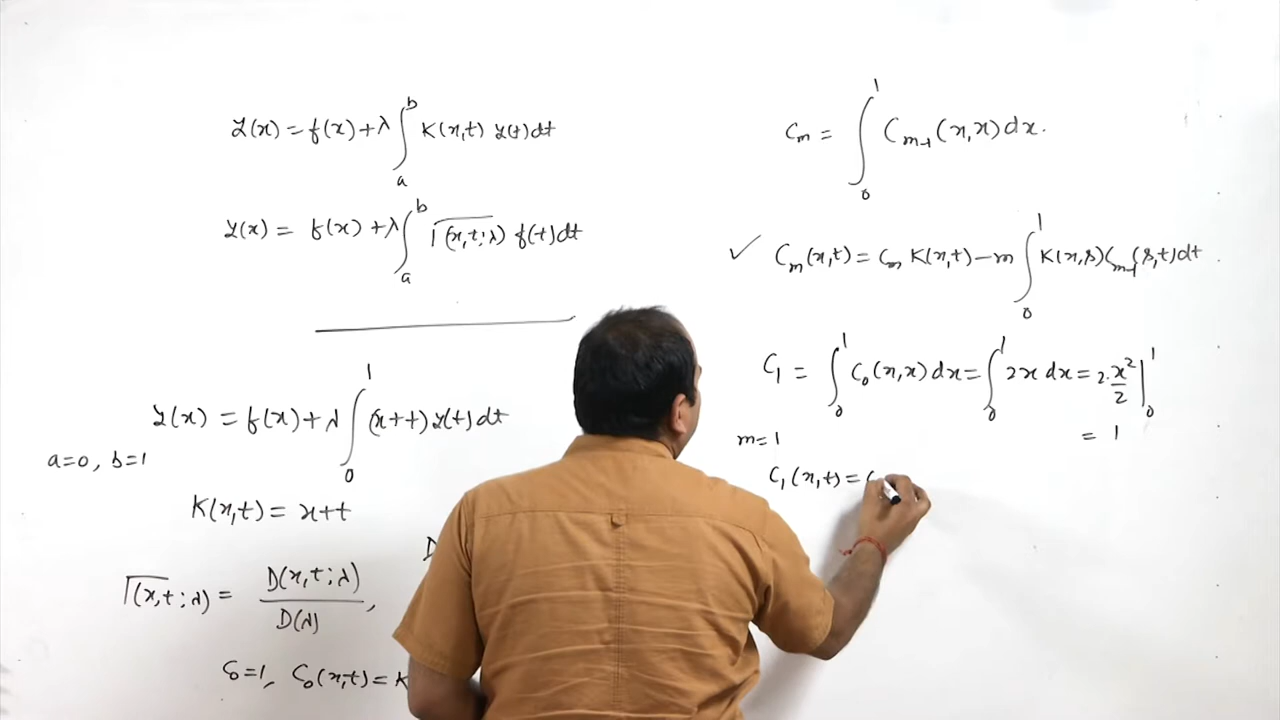 y(x) = f(x) + λ ∫_a^b K(x,t) y(t) dt
y(x) = f(x) + λ ∫_a^b Γ(x,t;λ) f(t) dt
y(x) = f(x) + λ ∫_0^1 (x+t) y(t) dt
a=0, b=1
K(x,t) = x+t
Γ(x,t;λ) = D(x,t;λ) / D(λ) ,
D
C_0=1, C_0(x,t) = K
C_m = ∫_0^1 C_{m-1}(x,x) dx.
✓ C_m(x,t) = C_m K(x,t) - m ∫_0^1 K(x,s) C_{m-1}(s,t) dt
C_1 = ∫_0^1 C_0(x,x) dx = ∫_0^1 2x dx = 2. x^2/2 |_0^1
= 1
m=1
C_1(x,t) = C